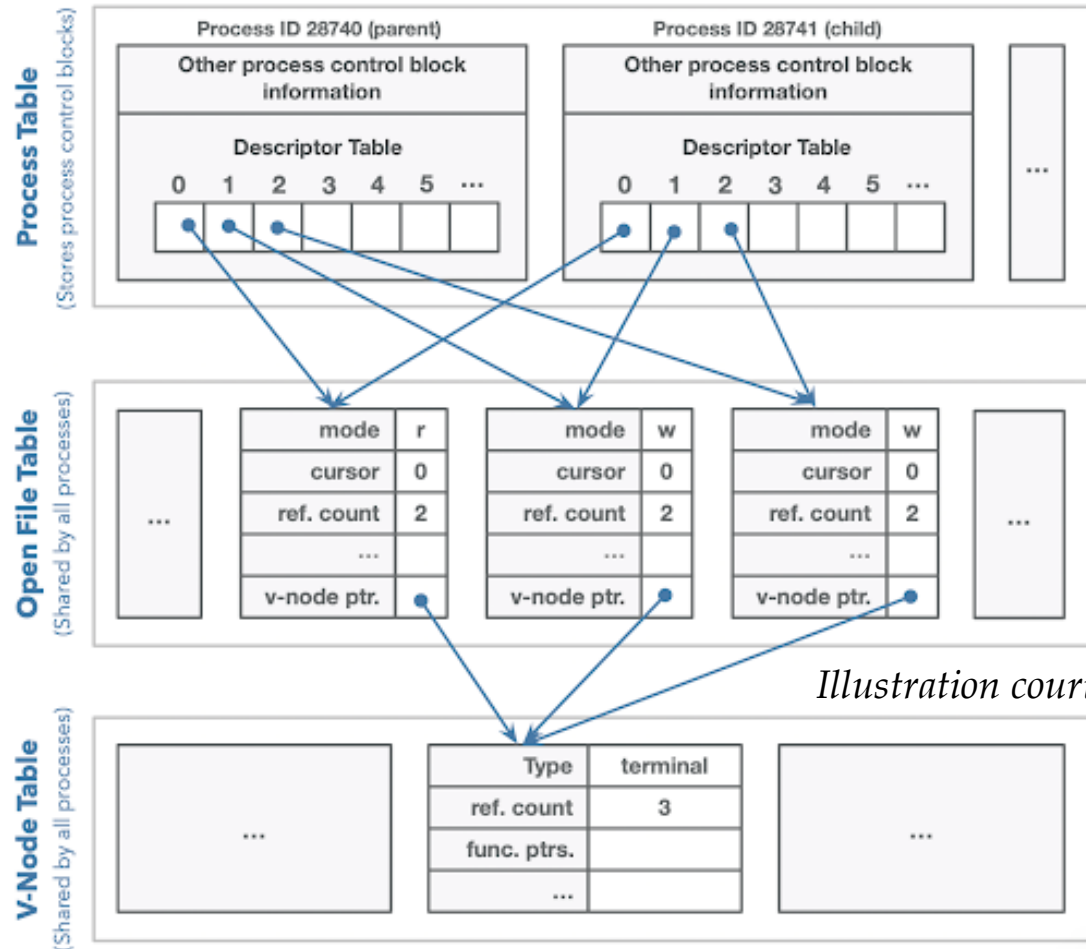 Process Table
(Stores process control blocks)
Process ID 28740 (parent)
Other process control block
information
Descriptor Table
0 1 2 3 4 5 ...
Process ID 28741 (child)
Other process control block
information
Descriptor Table
0 1 2 3 4 5 ...
...
Open File Table
(Shared by all processes)
...
mode r
cursor 0
ref. count 2
...
v-node ptr.
mode w
cursor 0
ref. count 2
...
v-node ptr.
mode w
cursor 0
ref. count 2
...
v-node ptr.
...
Illustration
V-Node Table
(Shared by all processes)
...
Type terminal
ref. count 3
func. ptrs.
...
...